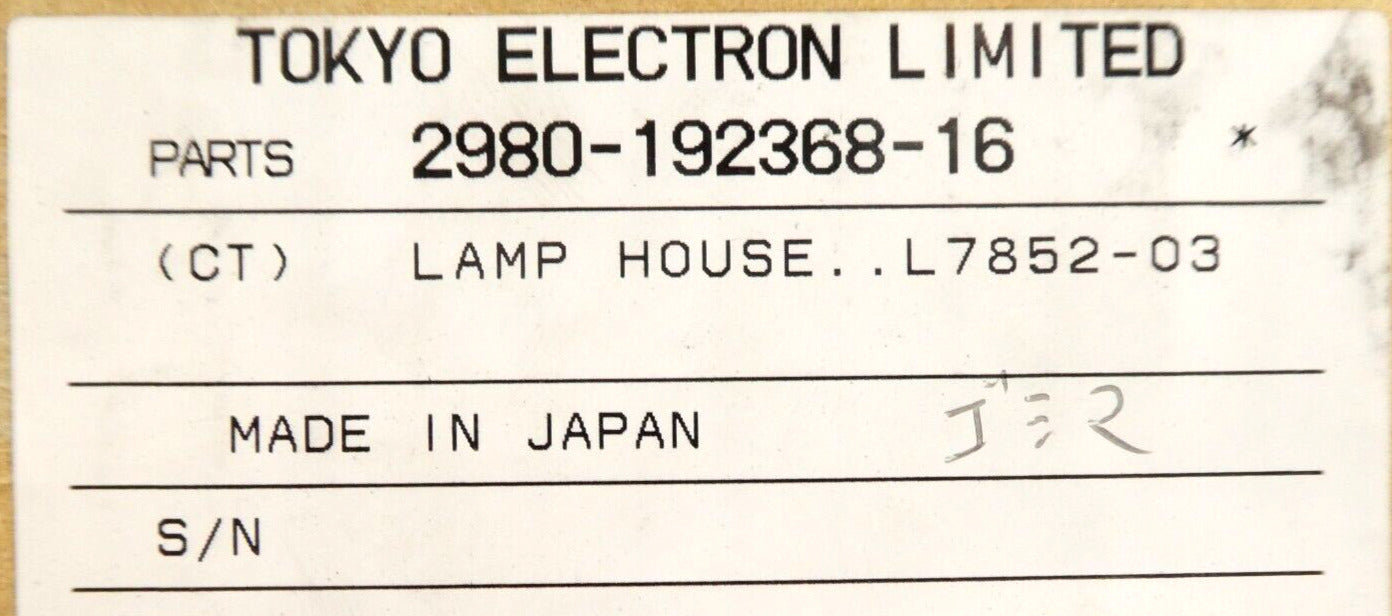 TOKYO ELECTRON LIMITED
PARTS 2980-192368-16 *
(CT) LAMP HOUSE..L7852-03
MADE IN JAPAN
S/N